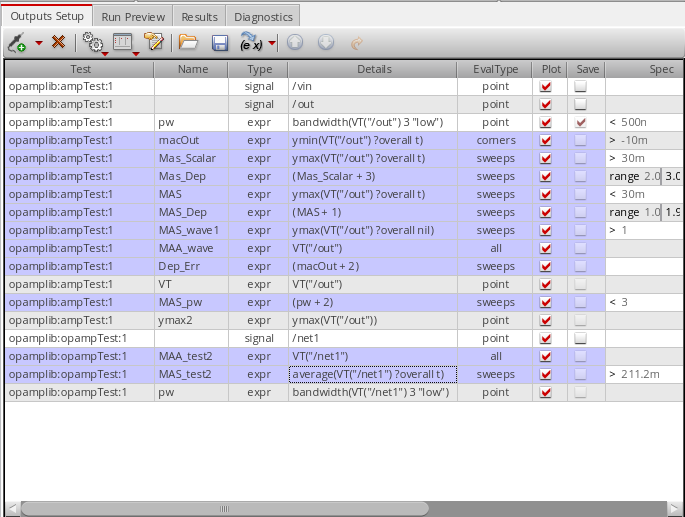 Outputs Setup Run Preview Results Diagnostics
(e x)
Test Name Type Details EvalType Plot Save Spec
opamplib:ampTest:1 signal /vin point
opamplib:ampTest:1 signal /out point
opamplib:ampTest:1 pw expr bandwidth(VT("/out") 3 "low") point < 500n
opamplib:ampTest:1 macOut expr ymin(VT("/out") ?overall t) corners > -10m
opamplib:ampTest:1 Mas_Scalar expr ymax(VT("/out") ?overall t) sweeps > 30m
opamplib:ampTest:1 Mas_Dep expr (Mas_Scalar + 3) sweeps range 2.0 3.0
opamplib:ampTest:1 MAS expr ymax(VT("/out") ?overall t) sweeps < 30m
opamplib:ampTest:1 MAS_Dep expr (MAS + 1) sweeps range 1.0 1.9
opamplib:ampTest:1 MAS_wave1 expr ymax(VT("/out") ?overall nil) sweeps > 1
opamplib:ampTest:1 MAA_wave expr VT("/out") all
opamplib:ampTest:1 Dep_Err expr (macOut + 2) sweeps
opamplib:ampTest:1 VT expr VT("/out") point
opamplib:ampTest:1 MAS_pw expr (pw + 2) sweeps < 3
opamplib:ampTest:1 ymax2 expr ymax(VT("/out")) point
opamplib:opampTest:1 signal /net1 point
opamplib:opampTest:1 MAA_test2 expr VT("/net1") all
opamplib:opampTest:1 MAS_test2 expr average(VT("/net1") ?overall t) sweeps > 211.2m
opamplib:opampTest:1 pw expr bandwidth(VT("/net1") 3 "low") point